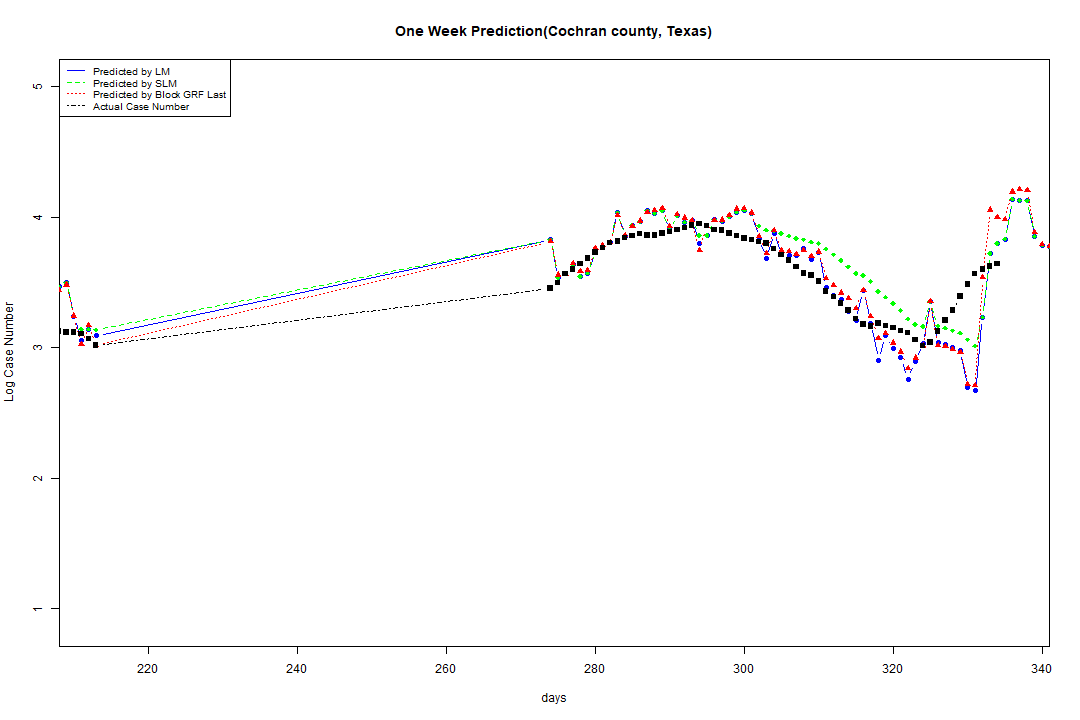 One Week Prediction(Cochran county, Texas)
Predicted by LM
Predicted by SLM
Predicted by Block GRF Last
Actual Case Number
5
4
3
2
1
Log Case Number
220 240 260 280 300 320 340
days